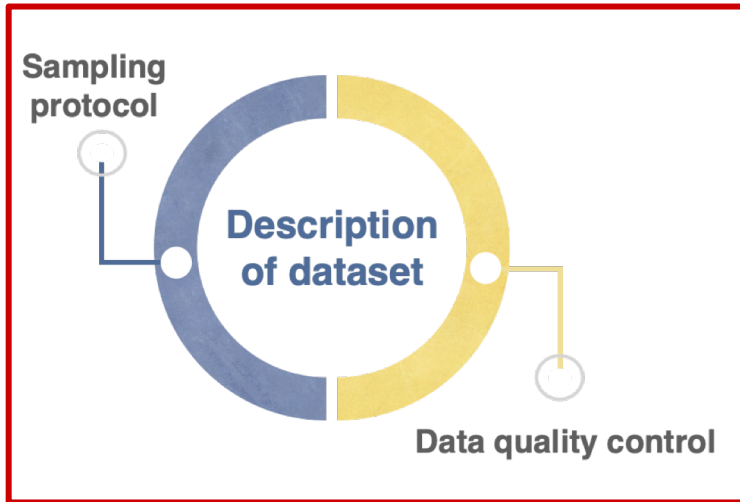 Sampling
protocol
Description
of dataset
Data quality control